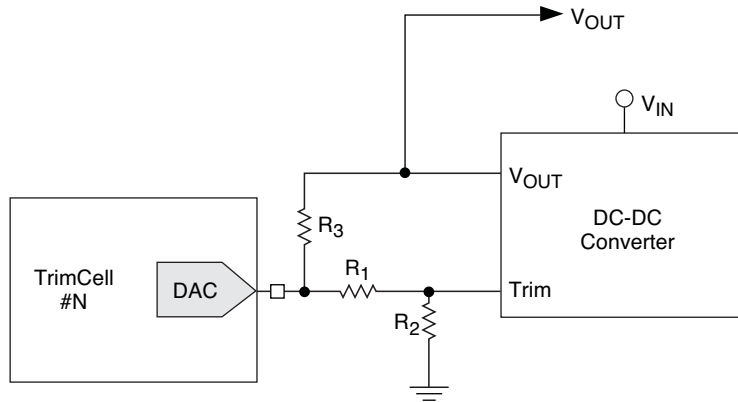 VOUT
VIN
VOUT
DC-DC
Converter
R3
TrimCell
#N
DAC
R1
Trim
R2